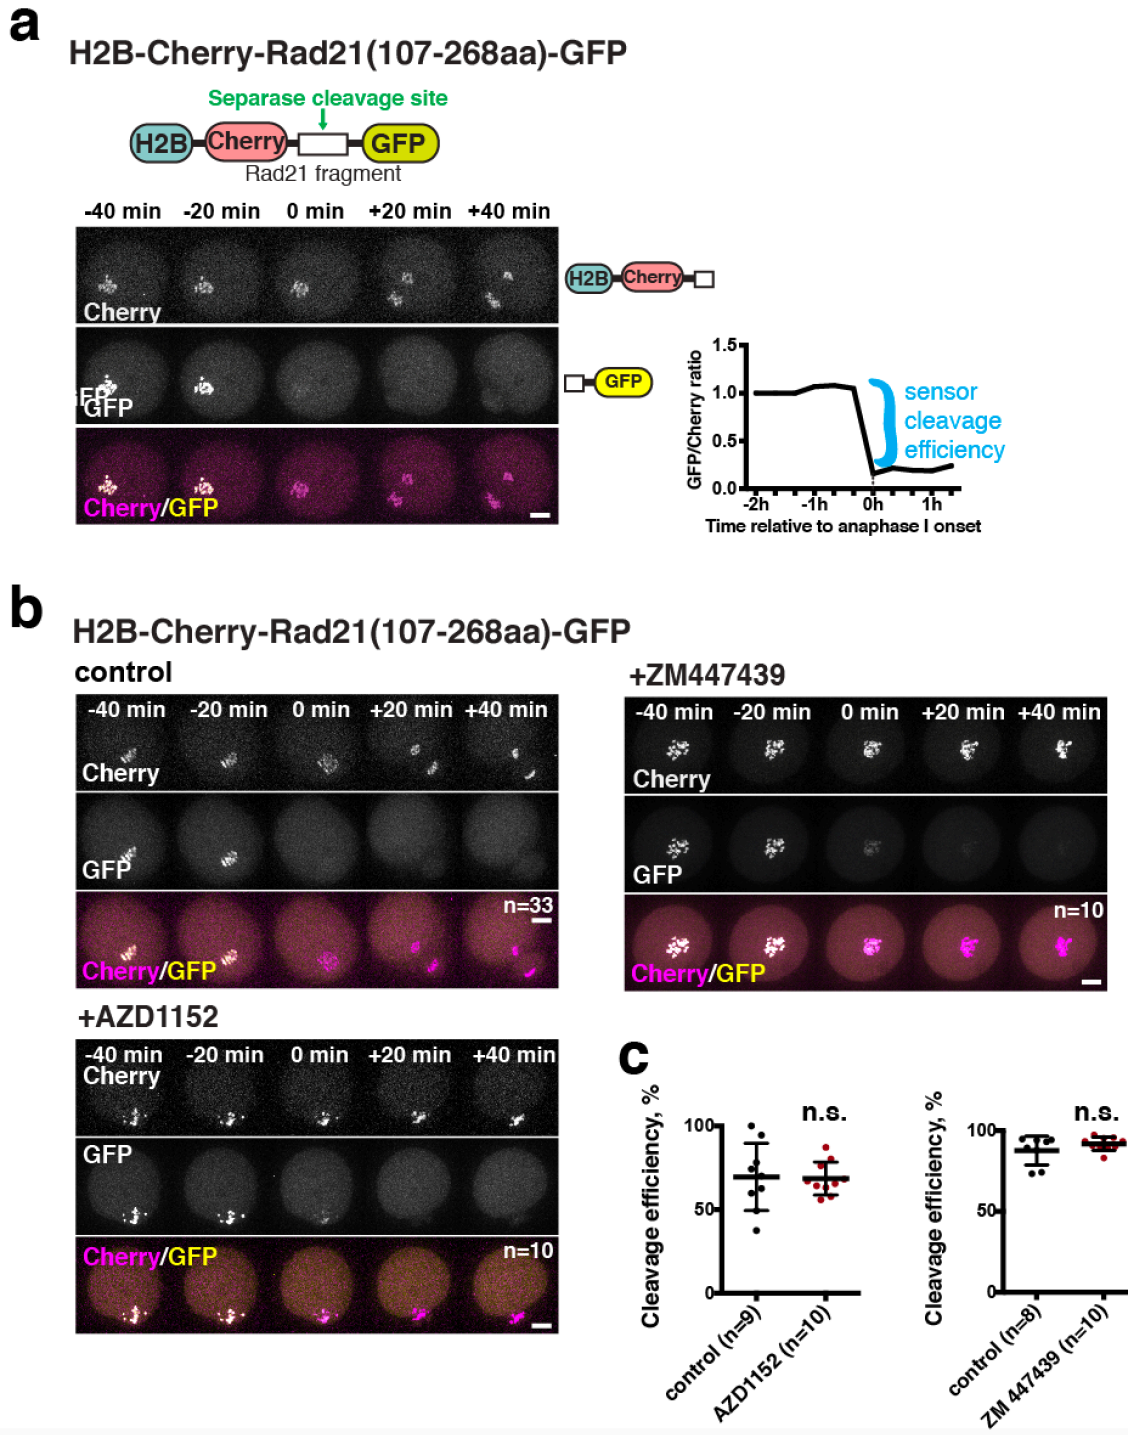 a
H2B-Cherry-Rad21(107-268aa)-GFP
Separase cleavage site
H2B Cherry GFP
Rad21 fragment
-40 min -20 min 0 min +20 min +40 min
Cherry
H2B Cherry
GFP
GFP
GFP
Cherry/GFP
GFP/Cherry ratio
1.5
1.0
0.5
0.0
sensor
cleavage
efficiency
-2h -1h 0h 1h
Time relative to anaphase I onset
b
H2B-Cherry-Rad21(107-268aa)-GFP
control
-40 min -20 min 0 min +20 min +40 min
Cherry
GFP
n=33
Cherry/GFP
+ZM447439
-40 min -20 min 0 min +20 min +40 min
Cherry
GFP
n=10
Cherry/GFP
+AZD1152
-40 min -20 min 0 min +20 min +40 min
Cherry
GFP
Cherry/GFP n=10
c
Cleavage efficiency, %
n.s.
100
50
0
control (n=9)
AZD1152 (n=10)
Cleavage efficiency, %
n.s.
100
50
0
control (n=8)
ZM 447439 (n=10)